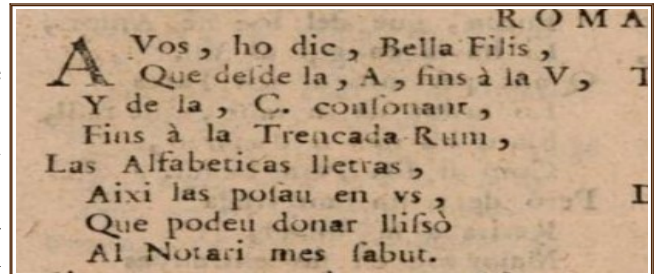 ROMA
A Vos, ho dic, Bella Filis,
Que desde la, A, fins à la V,
Y de la, C. conſonant,
Fins à la Trencada Rum,
Las Alfabeticas lletras,
Aixi las poſau en vs,
Que podeu donar lliſsò
Al Notari mes ſabut.